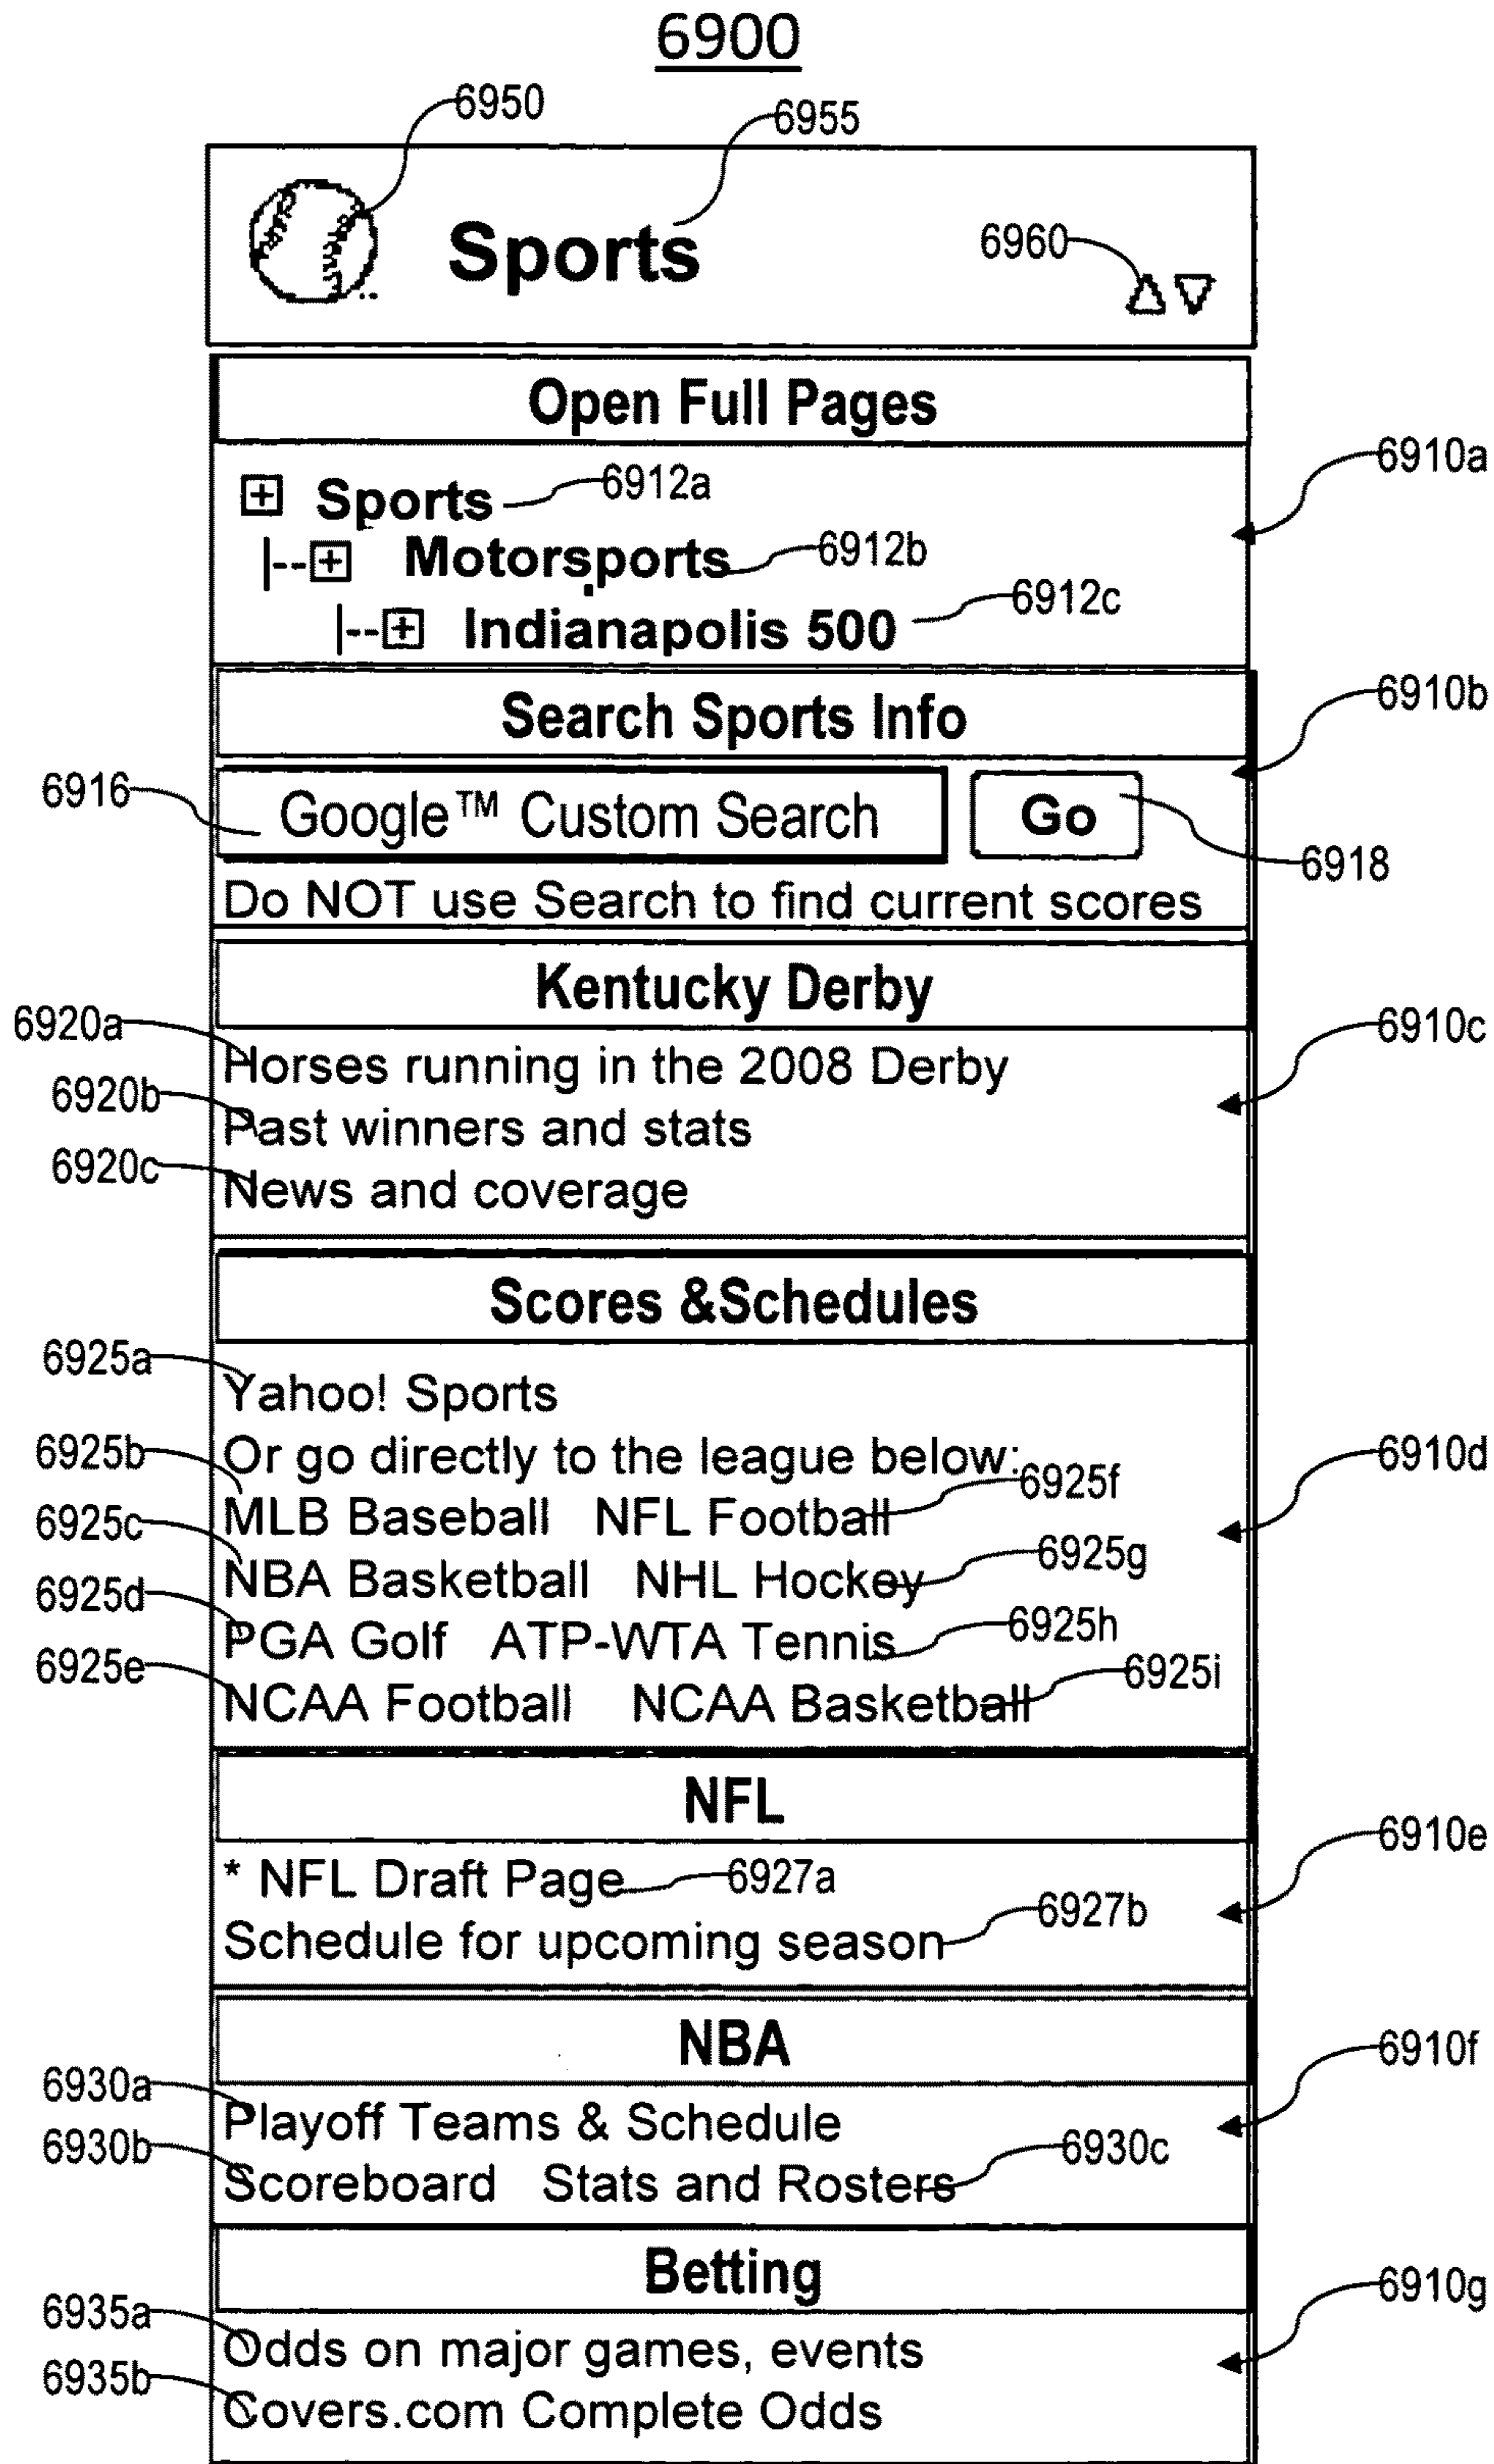 6900
6950
6955
Sports
6960
Open Full Pages
6910a
Sports 6912a
|--Motorsports 6912b
|--Indianapolis 500 6912c
Search Sports Info
6910b
6916 Google™ Custom Search Go
6918
Do NOT use Search to find current scores
Kentucky Derby
6920a
6910c
Horses running in the 2008 Derby
6920b
Past winners and stats
6920c
News and coverage
Scores &Schedules
6925a
Yahoo! Sports
6925b Or go directly to the league below:
6910d
6925f
MLB Baseball NFL Football
6925c
NBA Basketball NHL Hockey 6925g
6925d
PGA Golf ATP-WTA Tennis 6925h
6925e
NCAA Football NCAA Basketball 6925i
NFL
6910e
* NFL Draft Page 6927a
Schedule for upcoming season 6927b
NBA
6910f
6930a
Playoff Teams & Schedule
6930b
6930c
Scoreboard Stats and Rosters
Betting
6910g
6935a
Odds on major games, events
6935b
Covers.com Complete Odds